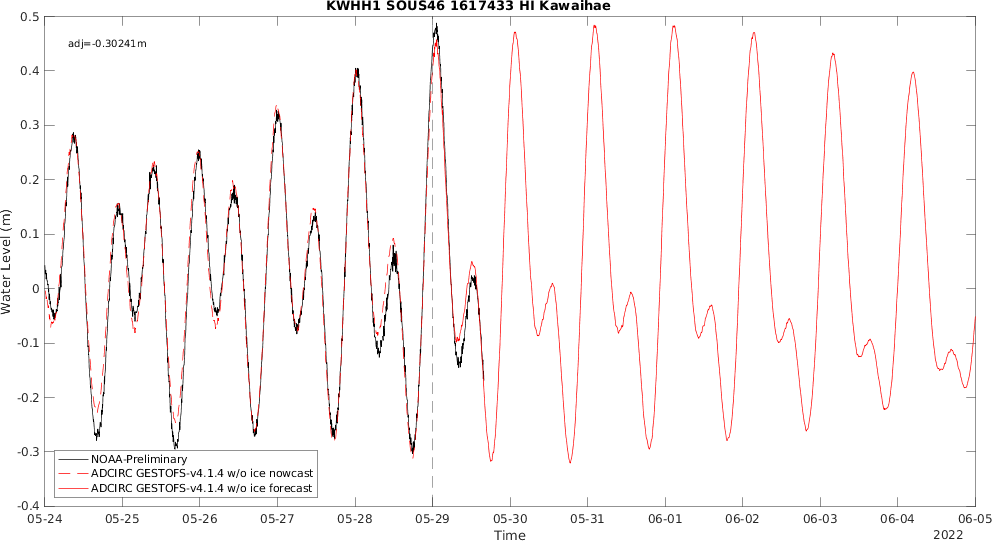 KWHH1 SOUS46 1617433 HI Kawaihae
adj=-0.30241m
0.5
0.4
0.3
0.2
0.1
0
-0.1
-0.2
-0.3
-0.4
Water Level (m)
NOAA-Preliminary
ADCIRC GESTOFS-v4.1.4 w/o ice nowcast
ADCIRC GESTOFS-v4.1.4 w/o ice forecast
05-24 05-25 05-26 05-27 05-28 05-29 05-30 05-31 06-01 06-02 06-03 06-04 06-05
Time
2022